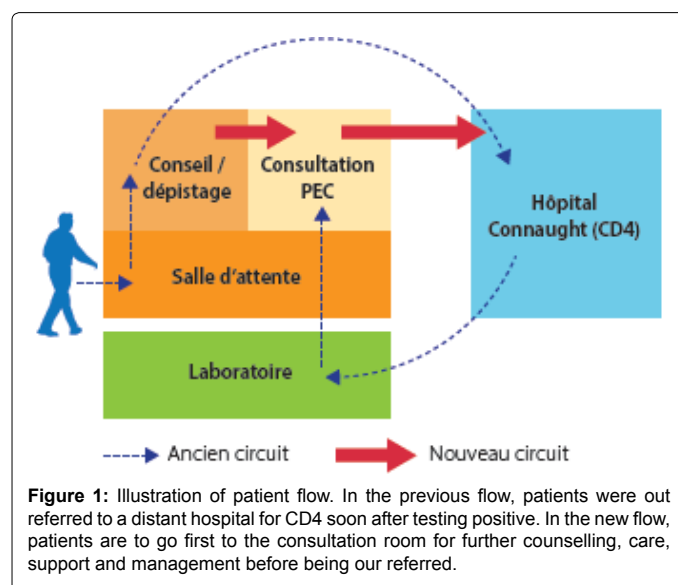 Conseil /
dépistage
Consultation
PEC
Hôpital
Connaught (CD4)
Salle d'attente
Laboratoire
Ancien circuit
Nouveau circuit
Figure 1: Illustration of patient flow. In the previous flow, patients were out
referred to a distant hospital for CD4 soon after testing positive. In the new flow,
patients are to go first to the consultation room for further counselling, care,
support and management before being our referred.